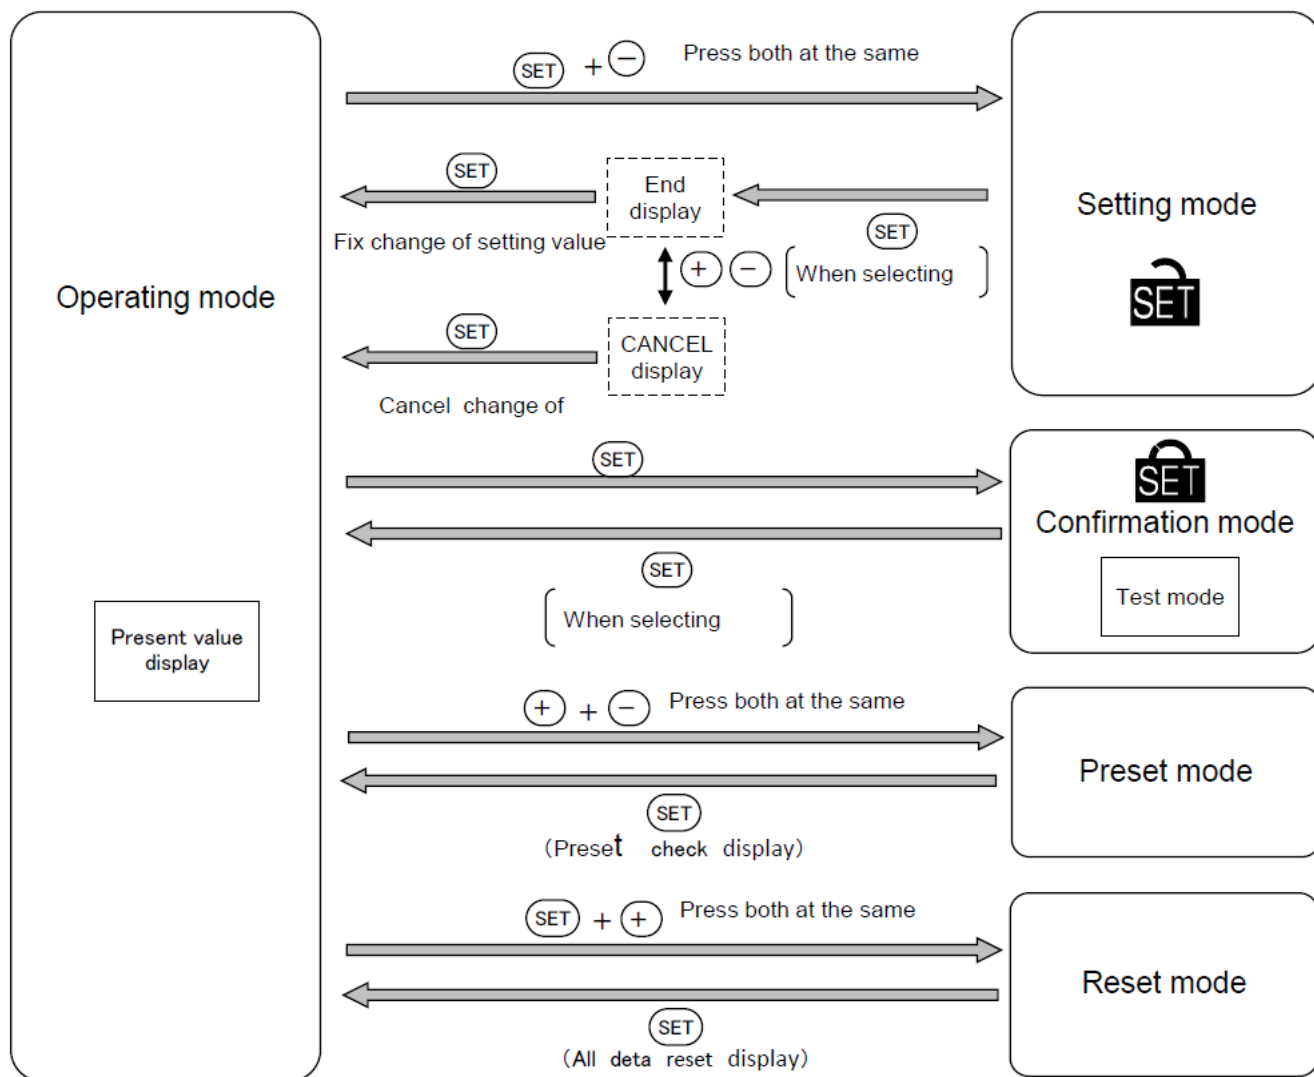 SET + − Press both at the same
SET
End
display
SET
Fix change of setting value
+ − When selecting
Setting mode
SET
Operating mode
SET
CANCEL
display
Cancel change of
SET
SET
Confirmation mode
Test mode
SET
When selecting
Present value
display
+ + − Press both at the same
Preset mode
SET
(Preset check display)
SET + + Press both at the same
Reset mode
SET
(All deta reset display)